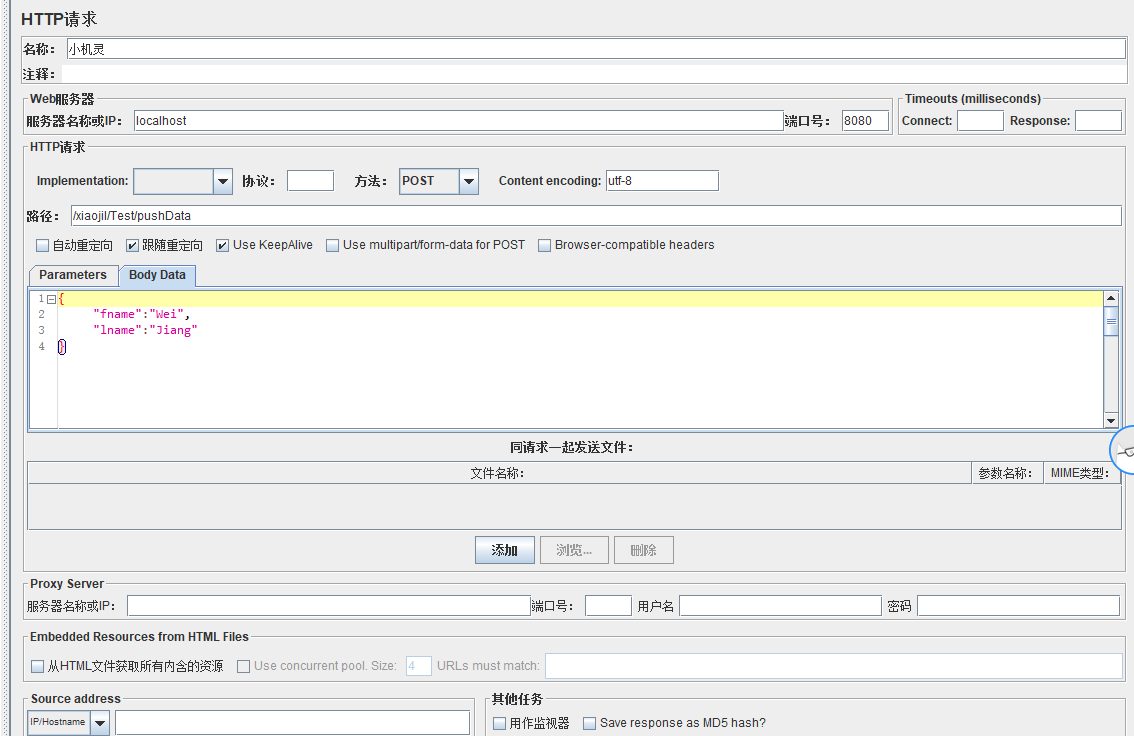 HTTP请求
名称: 小机灵
注释:
Web服务器 Timeouts (milliseconds)
服务器名称或IP: localhost 端口号: 8080 Connect: Response:
HTTP请求
Implementation: 协议: 方法: POST Content encoding: utf-8
路径: /xiaojil/Test/pushData
自动重定向 跟随重定向 Use KeepAlive Use multipart/form-data for POST Browser-compatible headers
Parameters Body Data
1 {
2 "fname":"Wei",
3 "lname":"Jiang"
4 }
同请求一起发送文件:
文件名称: 参数名称: MIME类型:
添加 浏览... 删除
Proxy Server
服务器名称或IP: 端口号: 用户名 密码
Embedded Resources from HTML Files
从HTML文件获取所有内含的资源 Use concurrent pool. Size: 4 URLs must match:
Source address 其他任务
IP/Hostname 用作监视器 Save response as MD5 hash?